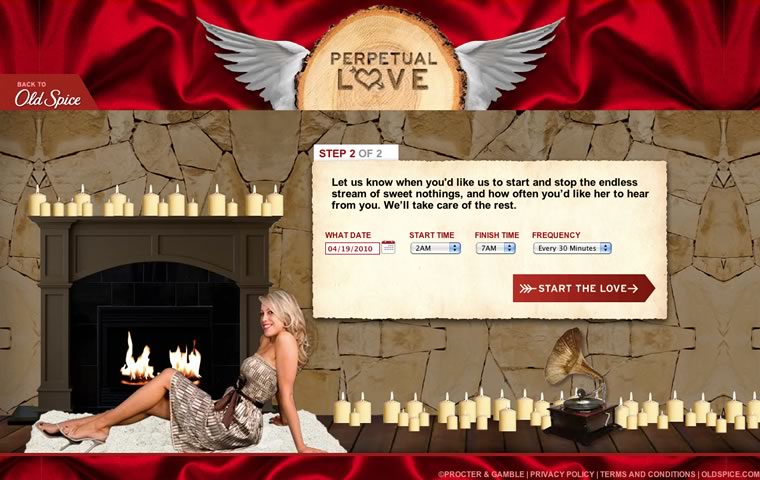 PERPETUAL
LOVE
BACK TO
Old Spice
STEP 2 OF 2
Let us know when you'd like us to start and stop the endless
stream of sweet nothings, and how often you'd like her to hear
from you. We'll take care of the rest.
WHAT DATE START TIME FINISH TIME FREQUENCY
04/19/2010 2AM 7AM Every 30 Minutes
START THE LOVE
©PROCTER & GAMBLE | PRIVACY POLICY | TERMS AND CONDITIONS | OLDSPICE.COM